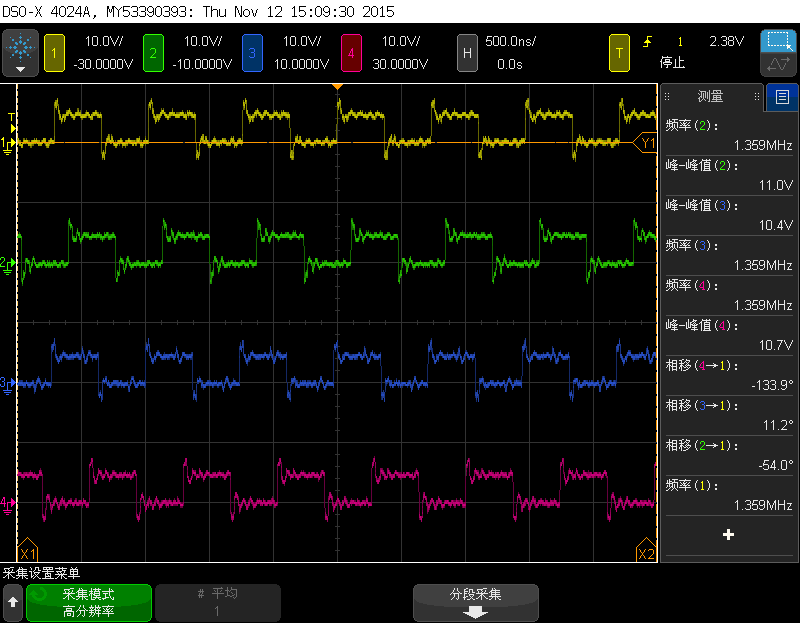 DSO-X 4024A, MY53390393: Thu Nov 12 15:09:30 2015
1 10.0V/ -30.0000V
2 10.0V/ -10.0000V
3 10.0V/ 10.0000V
4 10.0V/ 30.0000V
H 500.0ns/ 0.0s
T 1 2.38V
停止
测量
频率(2):
1.359MHz
峰-峰值(2):
11.0V
峰-峰值(3):
10.4V
频率(3):
1.359MHz
频率(4):
1.359MHz
峰-峰值(4):
10.7V
相移(4→1):
-133.9°
相移(3→1):
11.2°
相移(2→1):
-54.0°
频率(1):
1.359MHz
T
1
Y1
2
3
4
X1
X2
采集设置菜单
采集模式
高分辨率
# 平均
1
分段采集